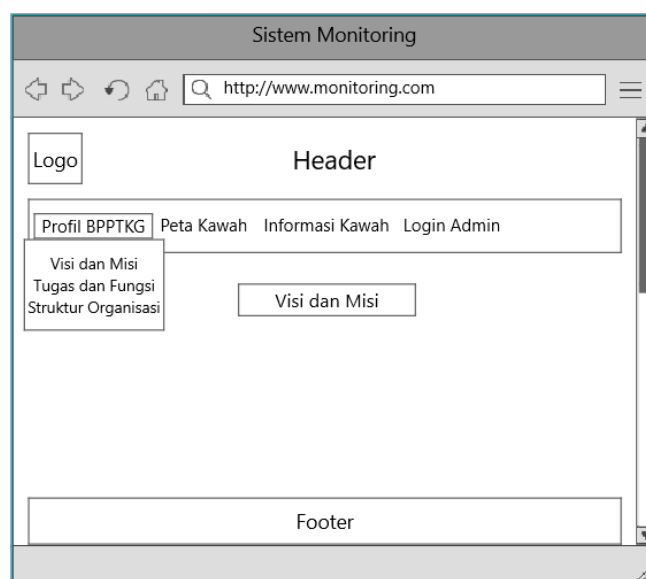 Sistem Monitoring
http://www.monitoring.com
Logo
Header
Profil BPPTKG Peta Kawah Informasi Kawah Login Admin
Visi dan Misi
Tugas dan Fungsi
Struktur Organisasi
Visi dan Misi
Footer